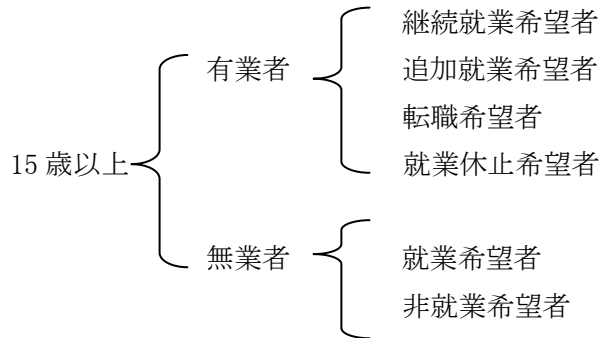 継続就業希望者
有業者 追加就業希望者
転職希望者
15 歳以上 就業休止希望者
無業者 就業希望者
非就業希望者